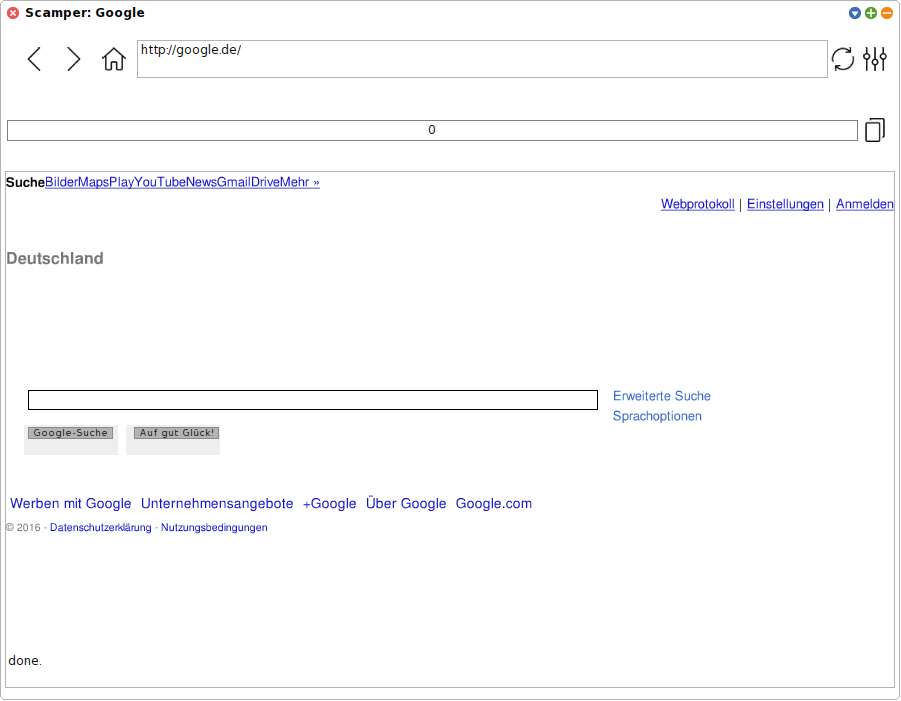 Scamper: Google
http://google.de/
0
SucheBilderMapsPlayYouTubeNewsGmailDriveMehr »
Webprotokoll | Einstellungen | Anmelden
Deutschland
Erweiterte Suche
Sprachoptionen
Google-Suche Auf gut Glück!
Werben mit Google Unternehmensangebote +Google Über Google Google.com
© 2016 - Datenschutzerklärung - Nutzungsbedingungen
done.